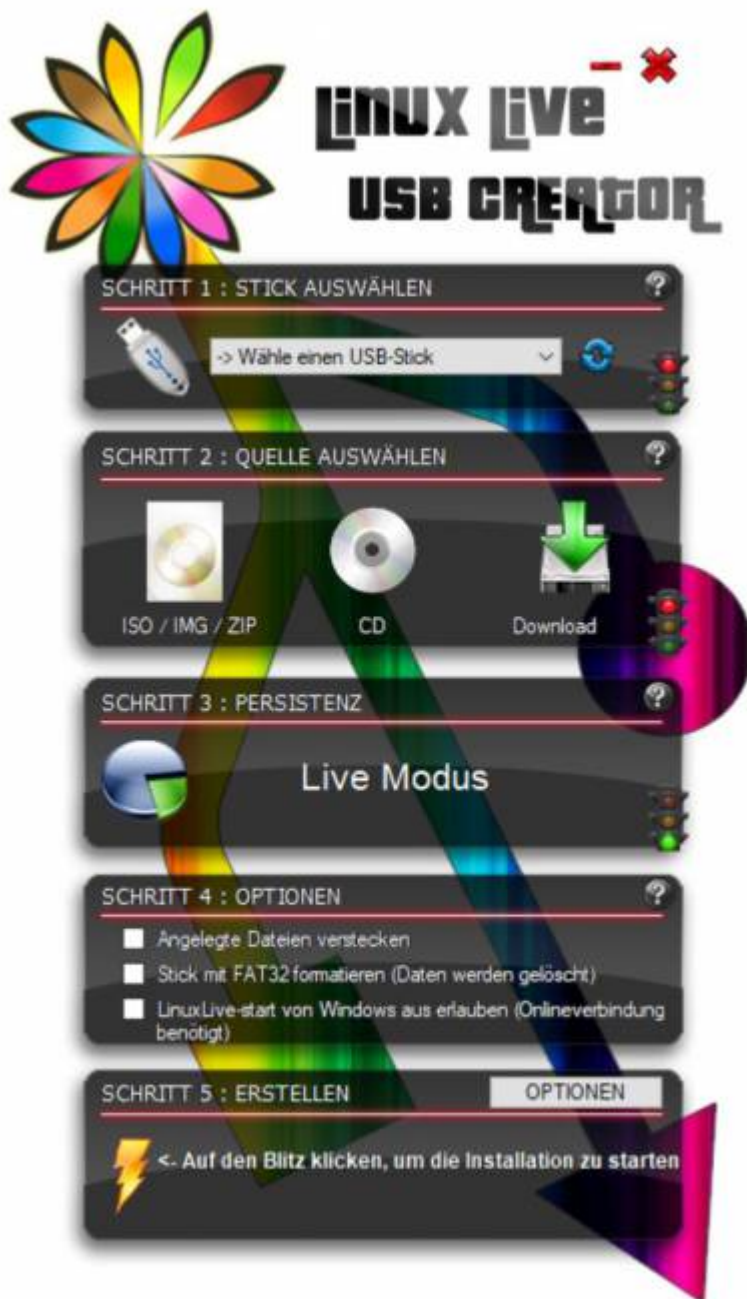 Linux Live
USB CREATOR
SCHRITT 1 : STICK AUSWÄHLEN
?
-> Wähle einen USB-Stick
SCHRITT 2 : QUELLE AUSWÄHLEN
?
ISO / IMG / ZIP
CD
Download
SCHRITT 3 : PERSISTENZ
?
Live Modus
SCHRITT 4 : OPTIONEN
?
Angelegte Dateien verstecken
Stick mit FAT32 formatieren (Daten werden gelöscht)
LinuxLive-start von Windows aus erlauben (Onlineverbindung
benötigt)
SCHRITT 5 : ERSTELLEN
OPTIONEN
<- Auf den Blitz klicken, um die Installation zu starten